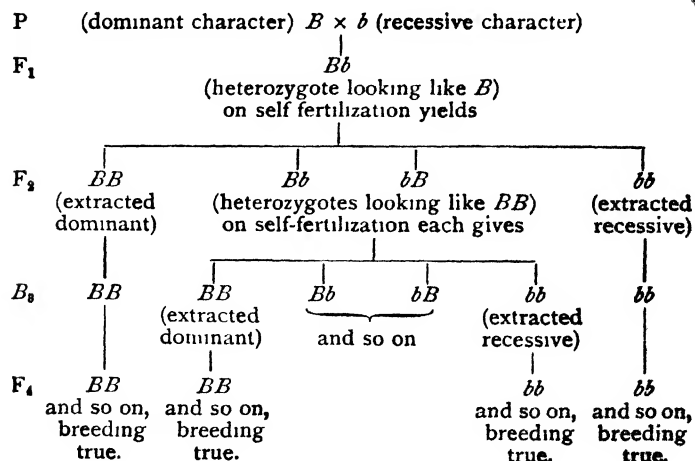 P (dominant character) B × b (recessive character)
F₁ Bb
(heterozygote looking like B)
on self fertilization yields
F₂ BB Bb bB bb
(extracted (heterozygotes looking like BB) (extracted
dominant) on self-fertilization each gives recessive)
B₃ BB BB Bb bB bb bb
(extracted and so on (extracted
dominant) recessive)
F₄ BB BB bb bb
and so on, and so on, and so on, and so on,
breeding breeding breeding breeding
true. true. true. true.